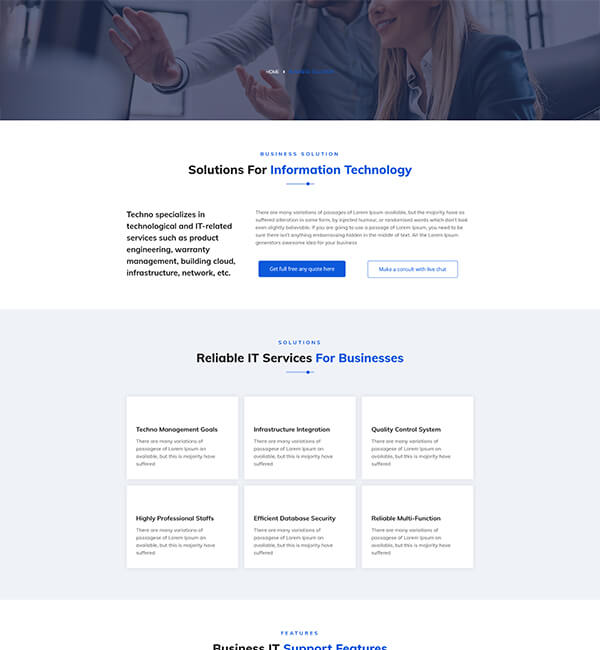 HOME
BUSINESS SOLUTION
Solutions For Information Technology
Techno specializes in
technological and IT-related
services such as product
engineering, warranty
management, building cloud,
infrastructure, network, etc.
There are many variations of passages of Lorem Ipsum available, but the majority have as
suffered alteration in some form, by injected humour, or randomised words which don't look
even slightly believable. If you are going to use a passage of Lorem Ipsum, you need to be
sure there isn't anything embarrassing hidden in the middle of text. All the Lorem Ipsum
generators awesome idea for your business
Get full free any quote here
Make a consult with live chat
SOLUTIONS
Reliable IT Services For Businesses
Techno Management Goals
There are many variations of
passages of Lorem Ipsum an
available, but this is majority have
suffered
Infrastructure Integration
There are many variations of
passages of Lorem Ipsum an
available, but this is majority have
suffered
Quality Control System
There are many variations of
passages of Lorem Ipsum an
available, but this is majority have
suffered
Highly Professional Staffs
There are many variations of
passages of Lorem Ipsum an
available, but this is majority have
suffered
Efficient Database Security
There are many variations of
passages of Lorem Ipsum an
available, but this is majority have
suffered
Reliable Multi-Function
There are many variations of
passages of Lorem Ipsum an
available, but this is majority have
suffered
FEATURES
Business IT Support Features